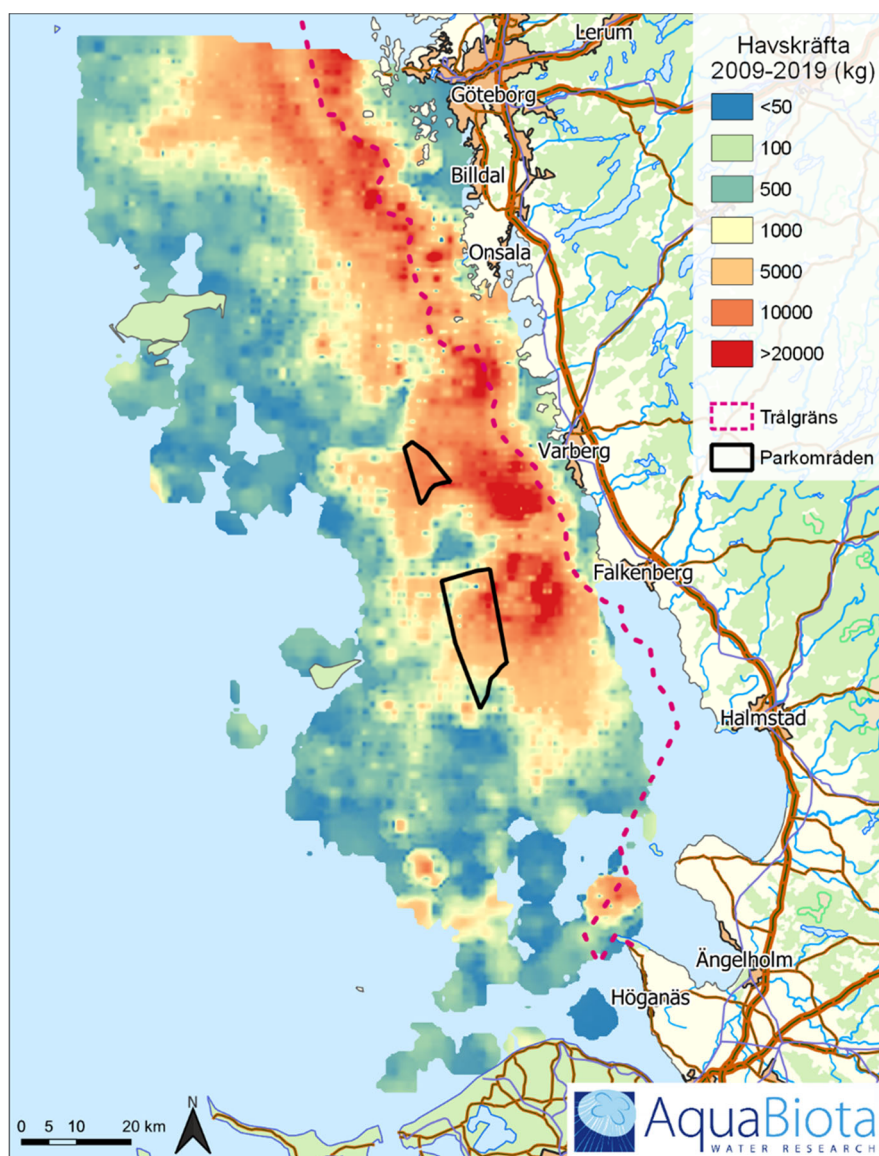 Lerum
Havskräfta
2009-2019 (kg)
<50
100
500
1000
5000
10000
>20000
Trålgräns
Parkområden
Göteborg
Billdal
Onsala
Varberg
Falkenberg
Halmstad
Ängelholm
Höganäs
N
0 5 10 20 km
AquaBiota
WATER RESEARCH